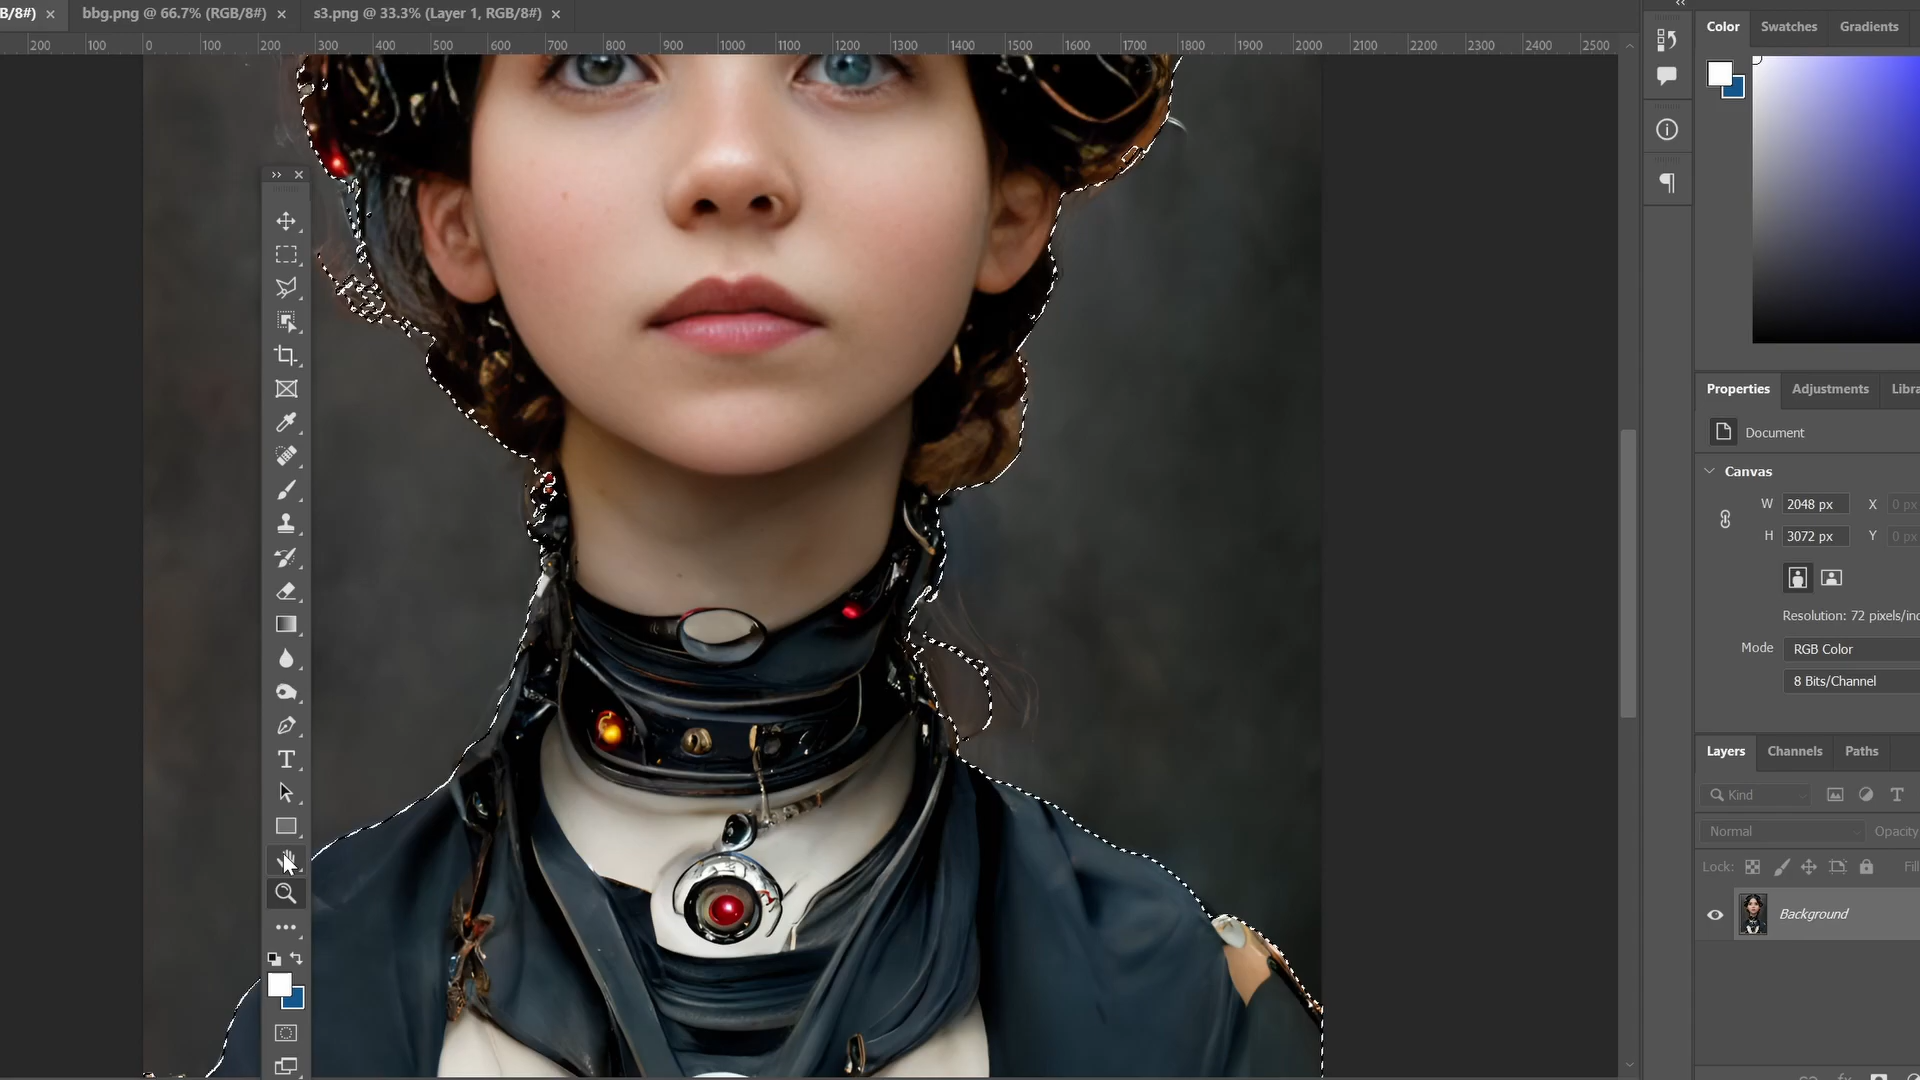 B/8#) × bbg.png @ 66.7% (RGB/8#) × s3.png @ 33.3% (Layer 1, RGB/8#) ×
200 100 0 100 200 300 400 500 600 700 800 900 1000 1100 1200 1300 1400 1500 1600 1700 1800 1900 2000 2100 2200 2300 2400 2500
Color Swatches Gradients
Properties Adjustments Libra
Document
Canvas
W 2048 px X 0 px
H 3072 px Y 0 px
Resolution: 72 pixels/inc
Mode RGB Color
8 Bits/Channel
Layers Channels Paths
Kind
Normal Opacity
Lock: Fill
Background